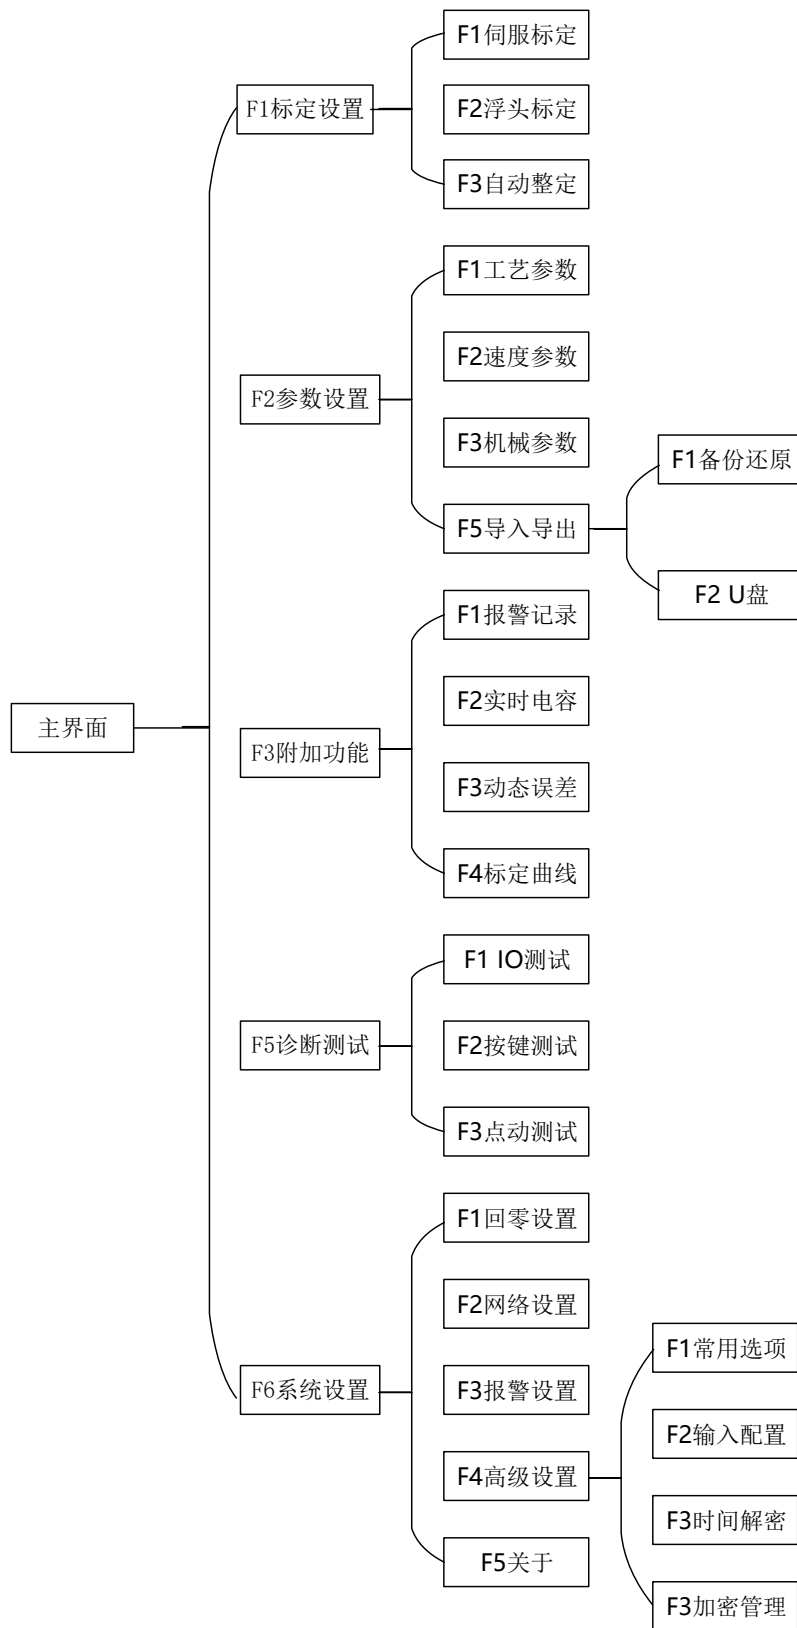 主界面
F1标定设置
F1伺服标定
F2浮头标定
F3自动整定
F2参数设置
F1工艺参数
F2速度参数
F3机械参数
F5导入导出
F1备份还原
F2 U盘
F3附加功能
F1报警记录
F2实时电容
F3动态误差
F4标定曲线
F5诊断测试
F1 IO测试
F2按键测试
F3点动测试
F6系统设置
F1回零设置
F2网络设置
F3报警设置
F4高级设置
F1常用选项
F2输入配置
F3时间解密
F3加密管理
F5关于